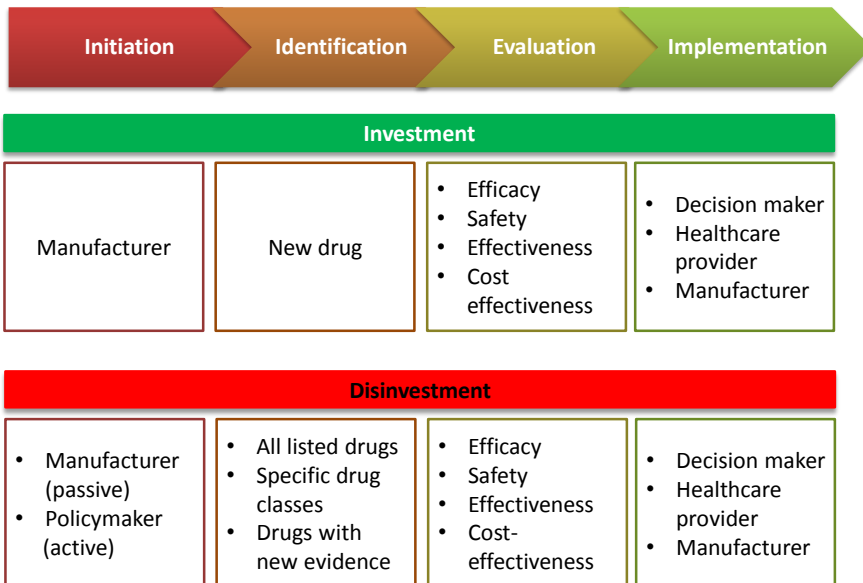 Initiation
Identification
Evaluation
Implementation
Investment
Manufacturer
New drug
• Efficacy
• Safety
• Effectiveness
• Cost
effectiveness
• Decision maker
• Healthcare
provider
• Manufacturer
Disinvestment
• Manufacturer
(passive)
• Policymaker
(active)
• All listed drugs
• Specific drug
classes
• Drugs with
new evidence
• Efficacy
• Safety
• Effectiveness
• Cost-
effectiveness
• Decision maker
• Healthcare
provider
• Manufacturer